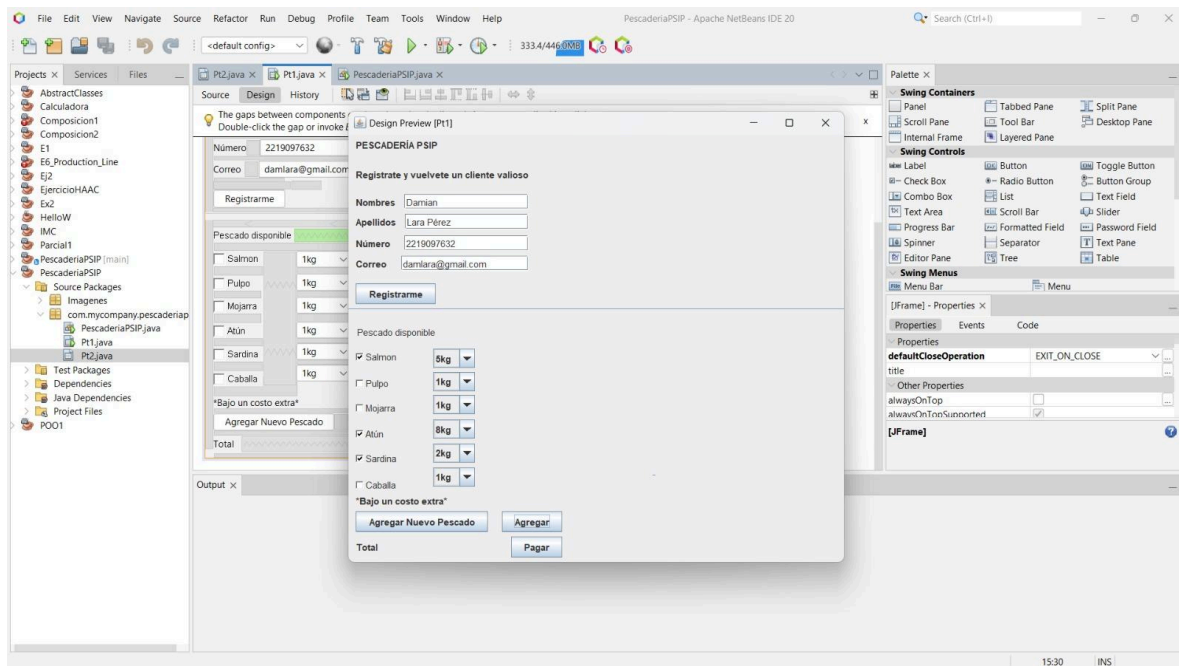 File Edit View Navigate Source Refactor Run Debug Profile Team Tools Window Help
PescaderiaPSIP - Apache NetBeans IDE 20
Search (Ctrl+I)
<default config>
333.4/446.0MB
Projects
Services
Files
AbstractClasses
Calculadora
Composicion1
Composicion2
E1
E6_Production_Line
Ej2
EjercicioHAAC
Ex2
HelloW
IMC
Parcial1
PescaderiaPSIP [main]
PescaderiaPSIP
Source Packages
Imagenes
com.mycompany.pescaderiap
PescaderiaPSIP.java
Pt1.java
Pt2.java
Test Packages
Dependencies
Java Dependencies
Project Files
POO1
Pt2.java
Pt1.java
PescaderiaPSIP.java
Source Design History
The gaps between components
Double-click the gap or invoke
Número 2219097632
Correo damlara@gmail.com
Registrarme
Pescado disponible
Salmon 1kg
Pulpo 1kg
Mojarra 1kg
Atún 1kg
Sardina 1kg
Caballa 1kg
*Bajo un costo extra*
Agregar Nuevo Pescado
Total
Output
Design Preview [Pt1]
PESCADERÍA PSIP
Registrate y vuelvete un cliente valioso
Nombres Damian
Apellidos Lara Pérez
Número 2219097632
Correo damlara@gmail.com
Registrarme
Pescado disponible
Salmon 5kg
Pulpo 1kg
Mojarra 1kg
Atún 8kg
Sardina 2kg
Caballa 1kg
*Bajo un costo extra*
Agregar Nuevo Pescado Agregar
Total Pagar
Palette
Swing Containers
Panel Tabbed Pane Split Pane
Scroll Pane Tool Bar Desktop Pane
Internal Frame Layered Pane
Swing Controls
Label Button Toggle Button
Check Box Radio Button Button Group
Combo Box List Text Field
Text Area Scroll Bar Slider
Progress Bar Formatted Field Password Field
Spinner Separator Text Pane
Editor Pane Tree Table
Swing Menus
Menu Bar Menu
[JFrame] - Properties
Properties Events Code
Properties
defaultCloseOperation EXIT_ON_CLOSE
title
Other Properties
alwaysOnTop
alwaysOnTopSupported
[JFrame]
15:30 INS